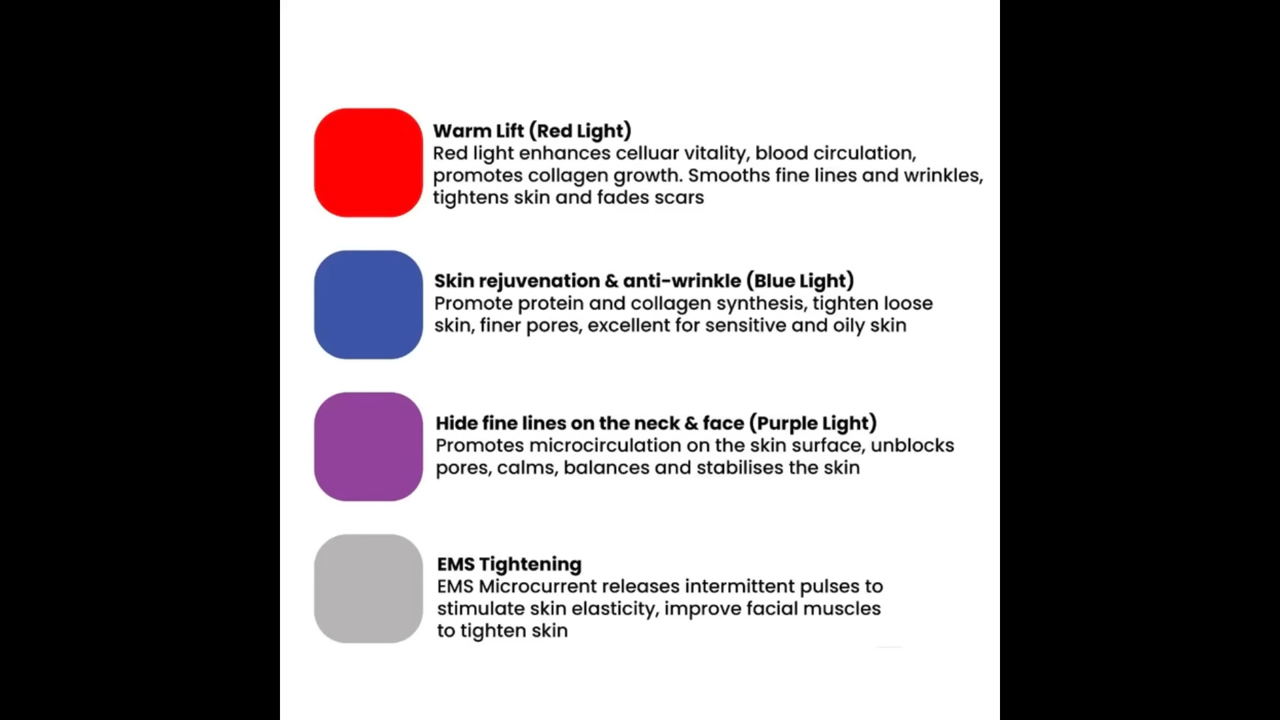 Warm Lift (Red Light)
Red light enhances celluar vitality, blood circulation,
promotes collagen growth. Smooths fine lines and wrinkles,
tightens skin and fades scars
Skin rejuvenation & anti-wrinkle (Blue Light)
Promote protein and collagen synthesis, tighten loose
skin, finer pores, excellent for sensitive and oily skin
Hide fine lines on the neck & face (Purple Light)
Promotes microcirculation on the skin surface, unblocks
pores, calms, balances and stabilises the skin
EMS Tightening
EMS Microcurrent releases intermittent pulses to
stimulate skin elasticity, improve facial muscles
to tighten skin